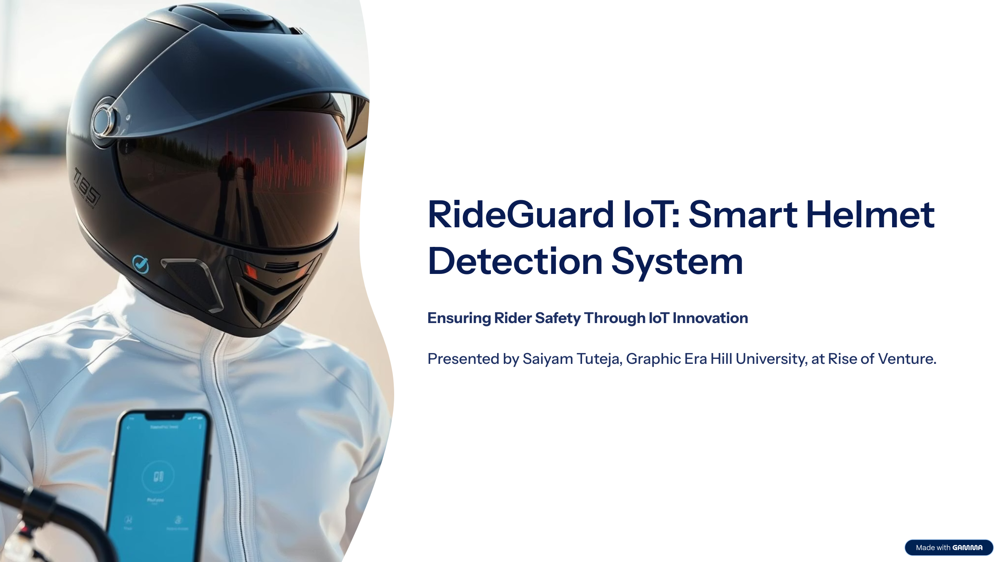 RideGuard IoT: Smart Helmet
Detection System
Ensuring Rider Safety Through IoT Innovation
Presented by Saiyam Tuteja, Graphic Era Hill University, at Rise of Venture.
Made with GAMMA